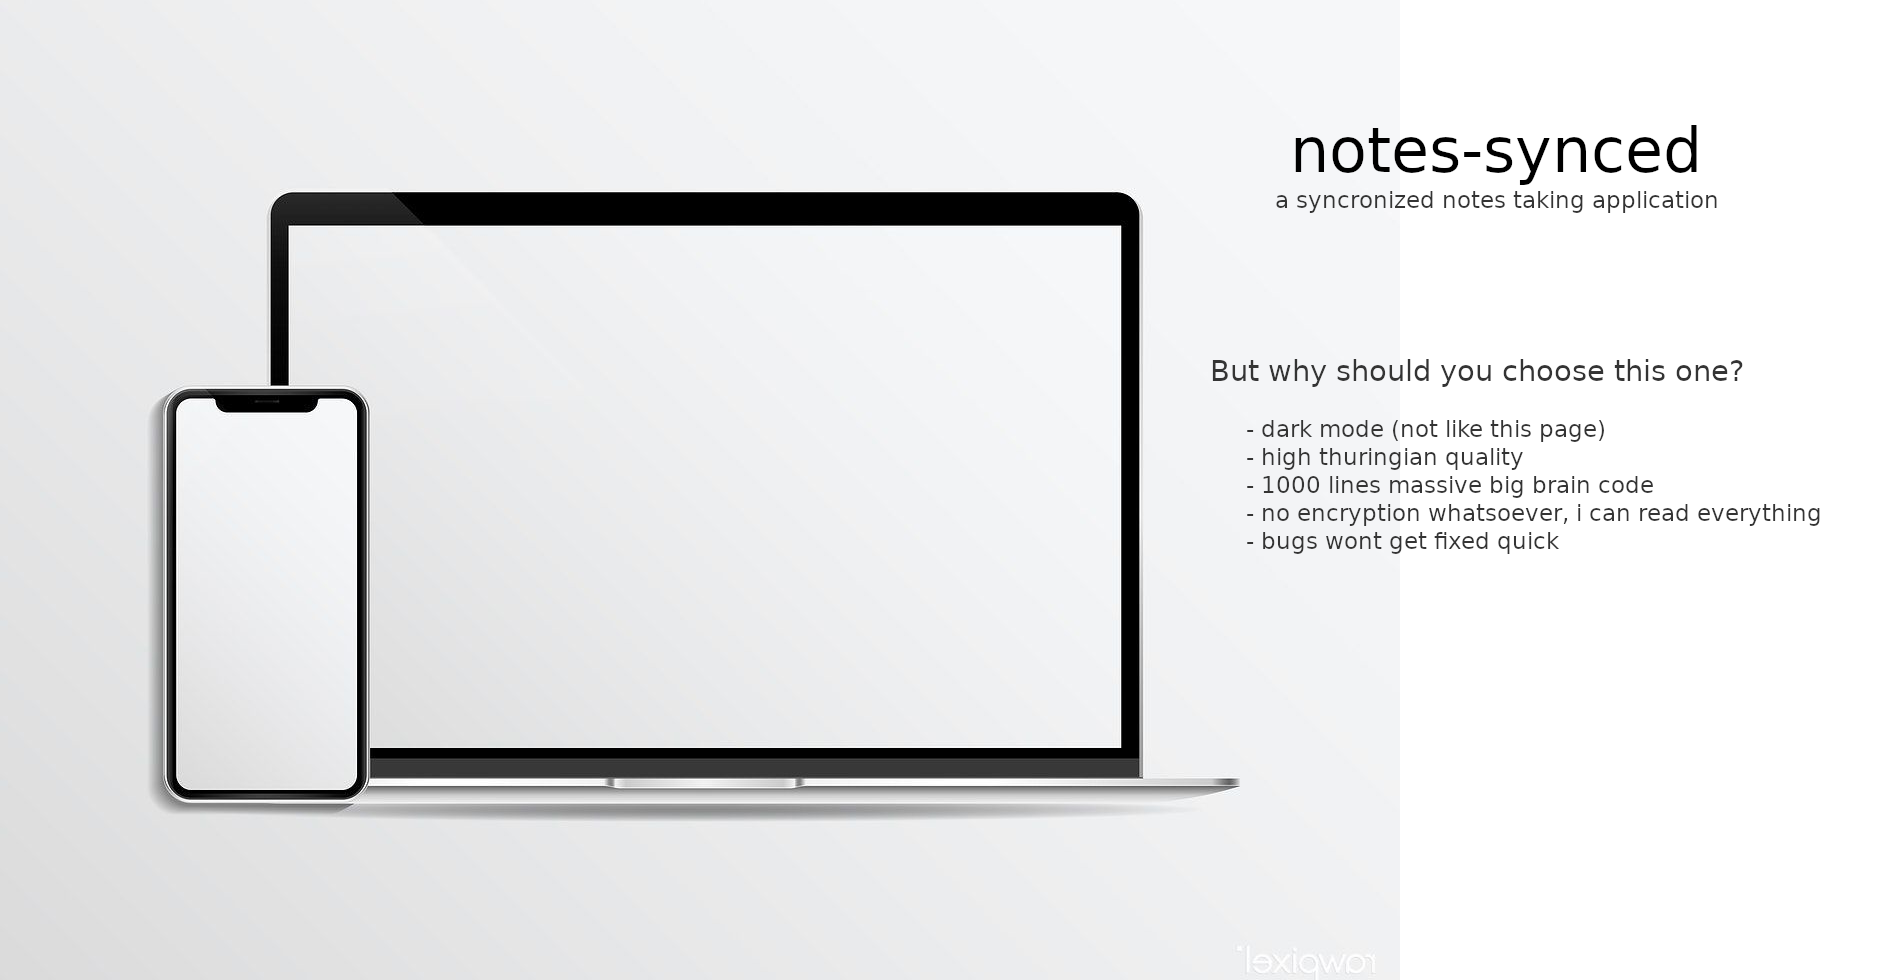 notes-synced
a syncronized notes taking application
But why should you choose this one?
- dark mode (not like this page)
- high thuringian quality
- 1000 lines massive big brain code
- no encryption whatsoever, i can read everything
- bugs wont get fixed quick
rawpixel